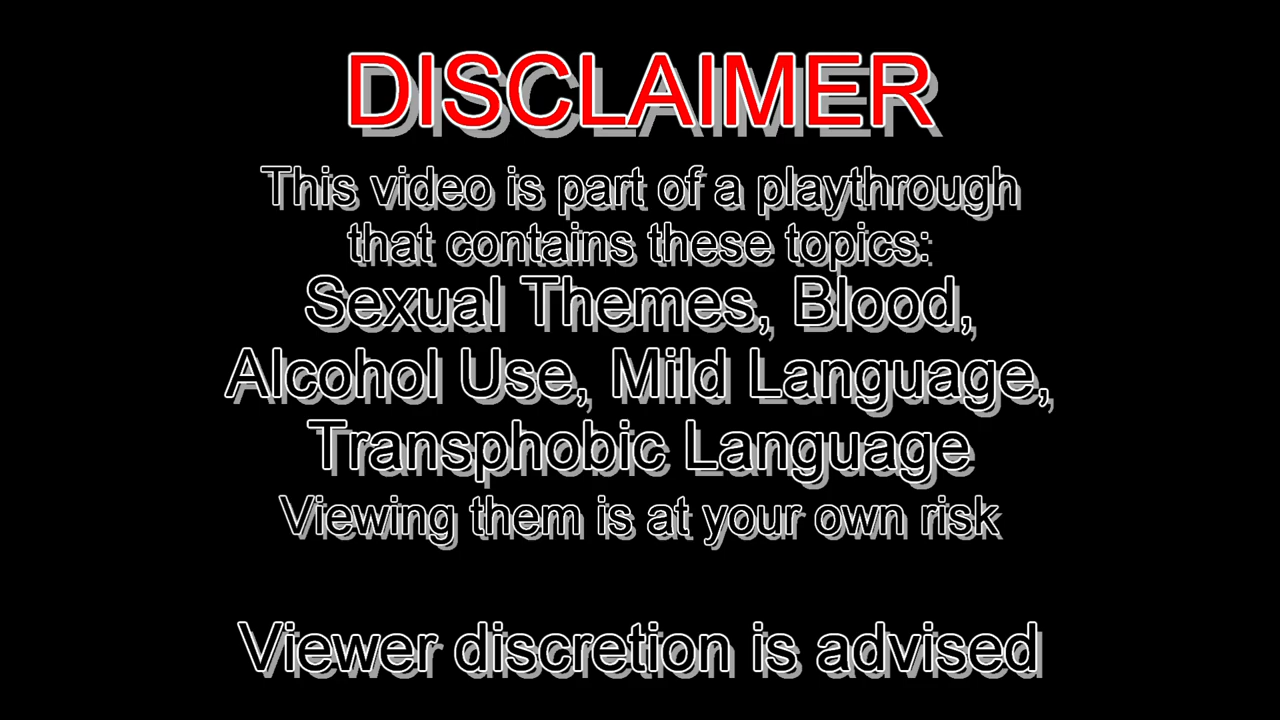 DISCLAIMER
This video is part of a playthrough
that contains these topics:
Sexual Themes, Blood,
Alcohol Use, Mild Language,
Transphobic Language
Viewing them is at your own risk
Viewer discretion is advised